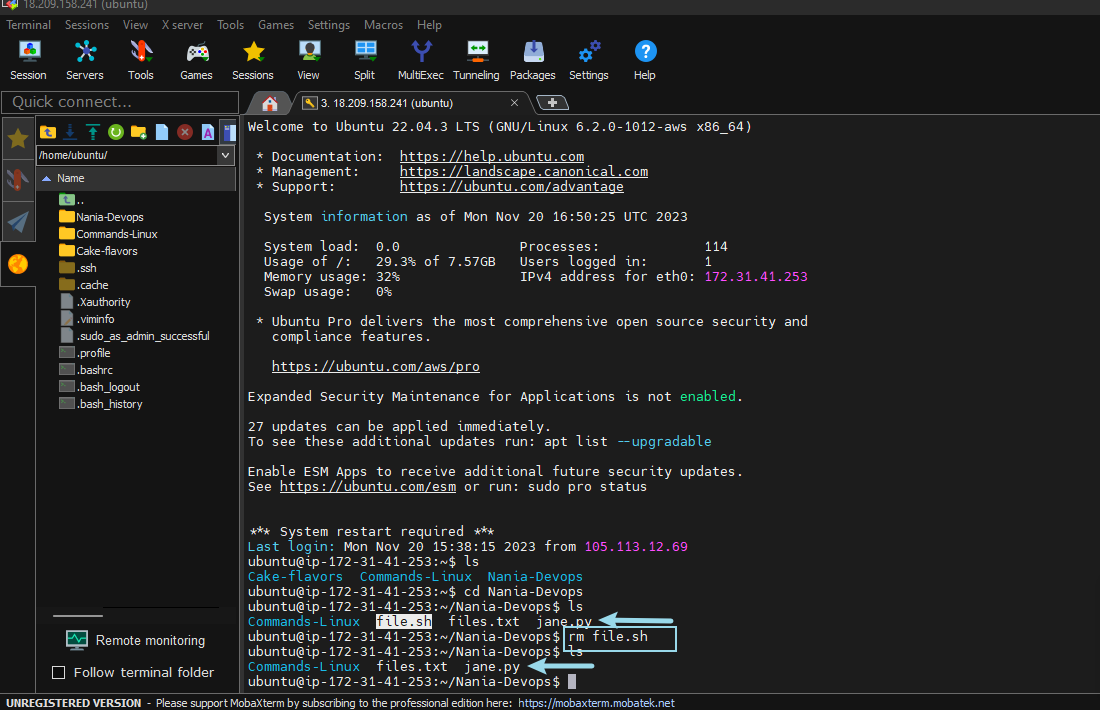 18.209.158.241 (ubuntu)
Terminal Sessions View X server Tools Games Settings Macros Help
Session Servers Tools Games Sessions View Split MultiExec Tunneling Packages Settings Help
Quick connect...
3. 18.209.158.241 (ubuntu)
/home/ubuntu/
Name
..
Nania-Devops
Commands-Linux
Cake-flavors
.ssh
.cache
.Xauthority
.viminfo
.sudo_as_admin_successful
.profile
.bashrc
.bash_logout
.bash_history
Remote monitoring
Follow terminal folder
Welcome to Ubuntu 22.04.3 LTS (GNU/Linux 6.2.0-1012-aws x86_64)
* Documentation: https://help.ubuntu.com
* Management: https://landscape.canonical.com
* Support: https://ubuntu.com/advantage
System information as of Mon Nov 20 16:50:25 UTC 2023
System load: 0.0 Processes: 114
Usage of /: 29.3% of 7.57GB Users logged in: 1
Memory usage: 32% IPv4 address for eth0: 172.31.41.253
Swap usage: 0%
* Ubuntu Pro delivers the most comprehensive open source security and
compliance features.
https://ubuntu.com/aws/pro
Expanded Security Maintenance for Applications is not enabled.
27 updates can be applied immediately.
To see these additional updates run: apt list --upgradable
Enable ESM Apps to receive additional future security updates.
See https://ubuntu.com/esm or run: sudo pro status
*** System restart required ***
Last login: Mon Nov 20 15:38:15 2023 from 105.113.12.69
ubuntu@ip-172-31-41-253:~$ ls
Cake-flavors Commands-Linux Nania-Devops
ubuntu@ip-172-31-41-253:~$ cd Nania-Devops
ubuntu@ip-172-31-41-253:~/Nania-Devops$ ls
Commands-Linux file.sh files.txt jane.py
ubuntu@ip-172-31-41-253:~/Nania-Devops$ rm file.sh
ubuntu@ip-172-31-41-253:~/Nania-Devops$ ls
Commands-Linux files.txt jane.py
ubuntu@ip-172-31-41-253:~/Nania-Devops$
UNREGISTERED VERSION - Please support MobaXterm by subscribing to the professional edition here: https://mobaxterm.mobatek.net